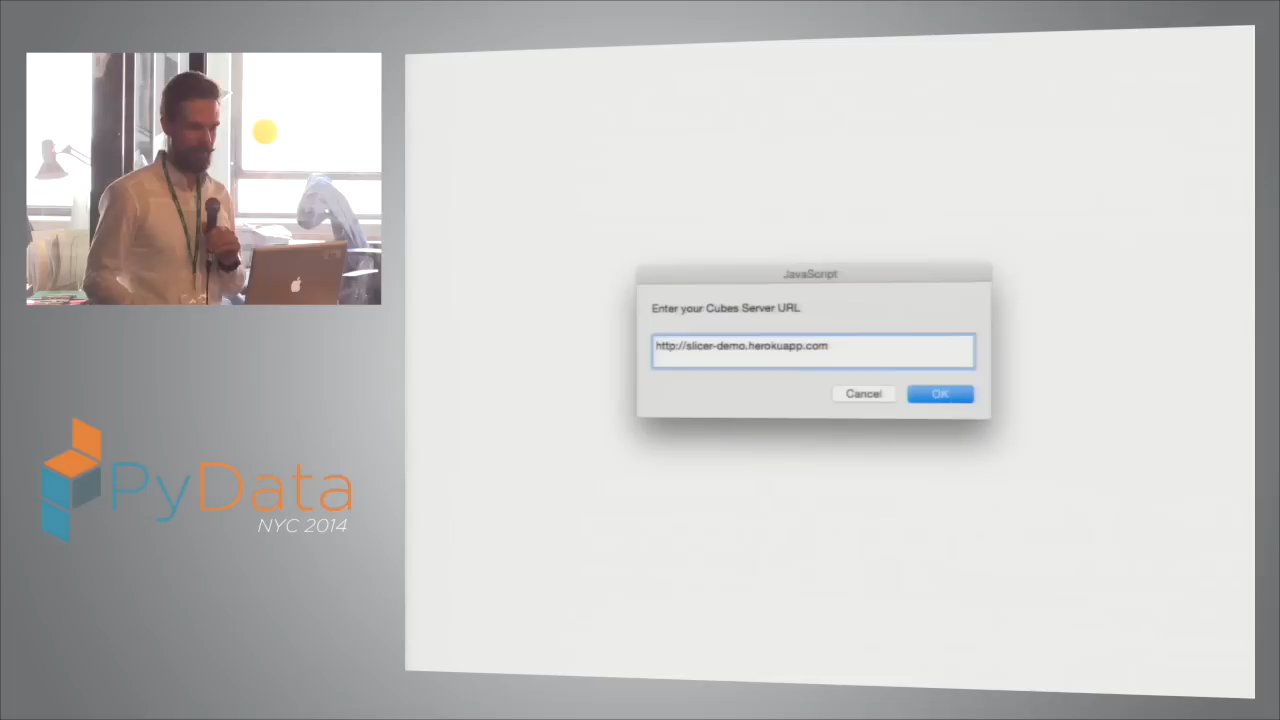 JavaScript
Enter your Cubes Server URL
http://slicer-demo.herokuapp.com
Cancel
OK
PyData
NYC 2014